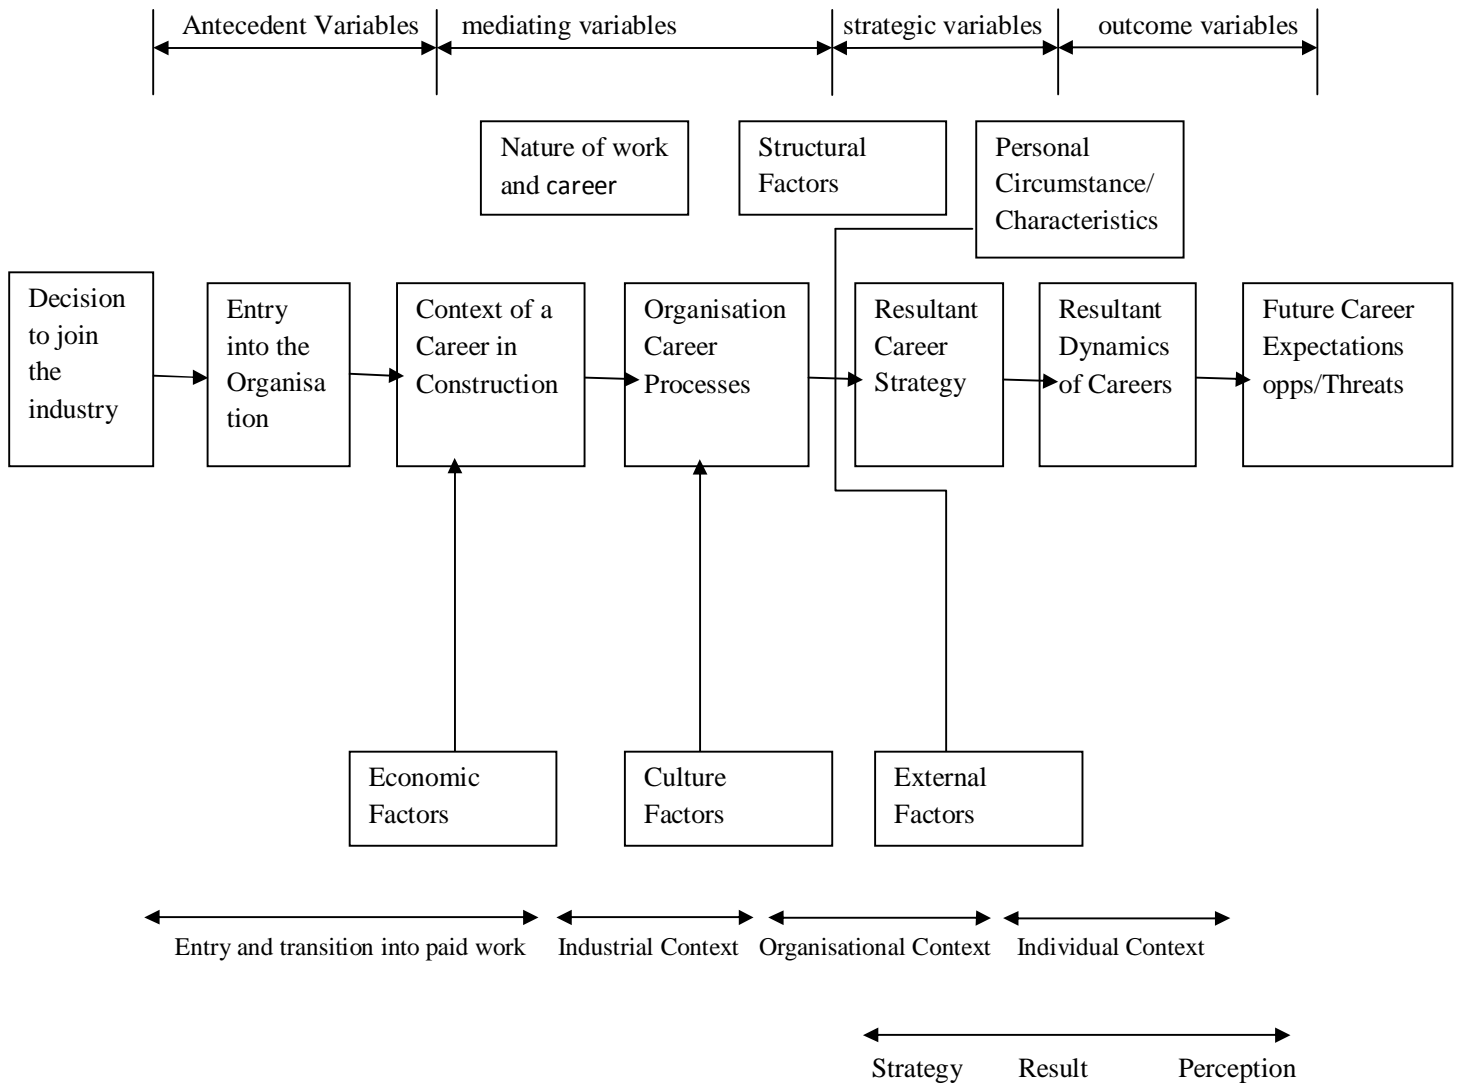 Antecedent Variables
mediating variables
strategic variables
outcome variables
Nature of work
and career
Structural
Factors
Personal
Circumstance/
Characteristics
Decision
to join
the
industry
Entry
into the
Organisa
tion
Context of a
Career in
Construction
Organisation
Career
Processes
Resultant
Career
Strategy
Resultant
Dynamics
of Careers
Future Career
Expectations
opps/Threats
Economic
Factors
Culture
Factors
External
Factors
Entry and transition into paid work
Industrial Context
Organisational Context
Individual Context
Strategy
Result
Perception